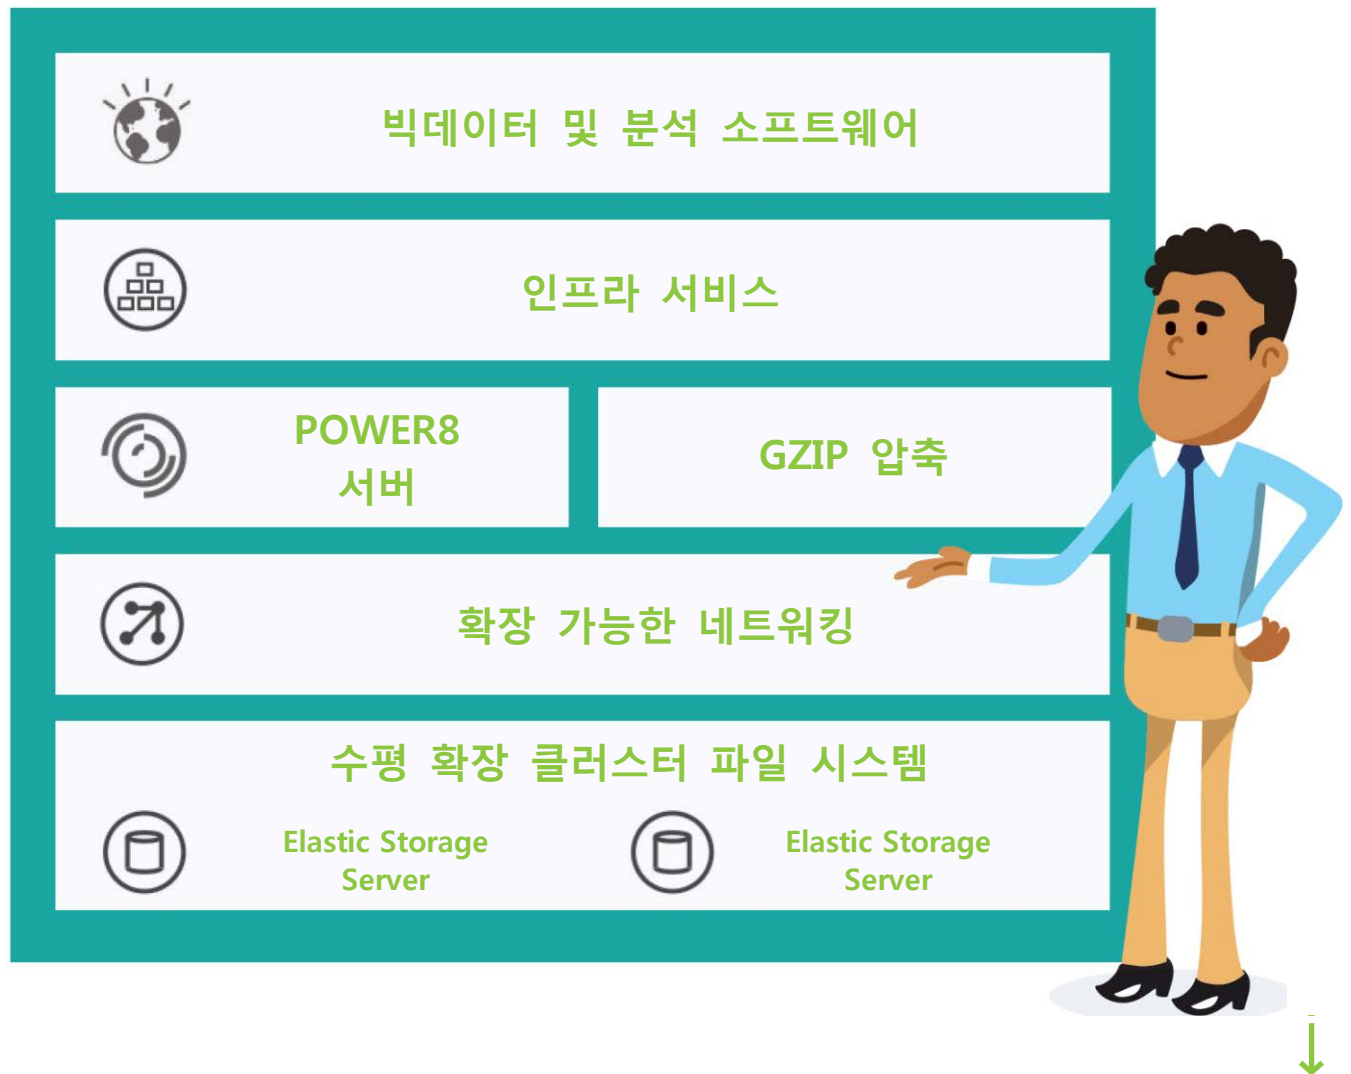 빅데이터 및 분석 소프트웨어
인프라 서비스
POWER8
서버
GZIP 압축
확장 가능한 네트워킹
수평 확장 클러스터 파일 시스템
Elastic Storage
Server
Elastic Storage
Server